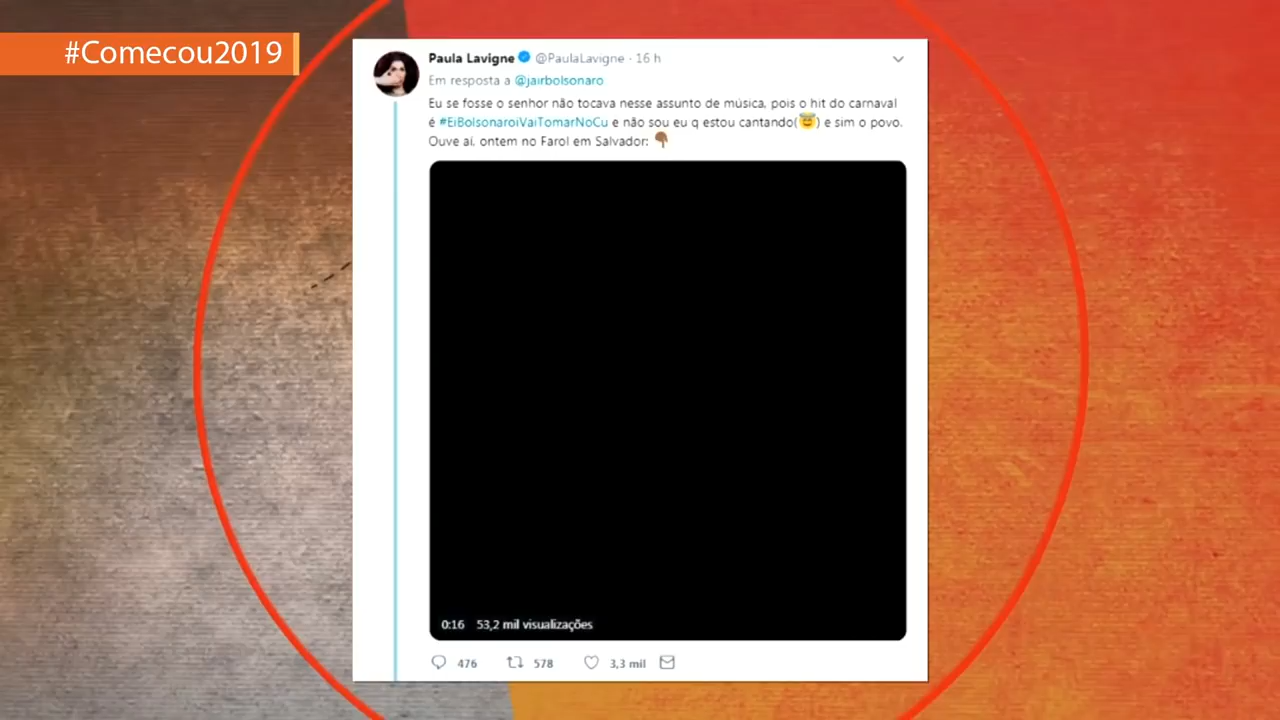 #Comecou2019
Paula Lavigne @PaulaLavigne · 16 h
Em resposta a @jairbolsonaro
Eu se fosse o senhor não tocava nesse assunto de música, pois o hit do carnaval
é #EiBolsonaroiVaiTomarNoCu e não sou eu q estou cantando(😇) e sim o povo.
Ouve aí, ontem no Farol em Salvador: 👇🏾
0:16 53,2 mil visualizações
476 578 3,3 mil